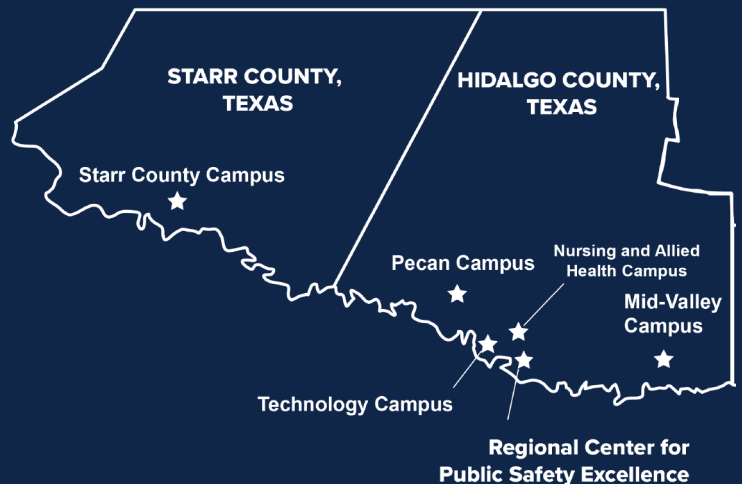 STARR COUNTY,
TEXAS
HIDALGO COUNTY,
TEXAS
Starr County Campus
Pecan Campus
Nursing and Allied
Health Campus
Mid-Valley
Campus
Technology Campus
Regional Center for
Public Safety Excellence